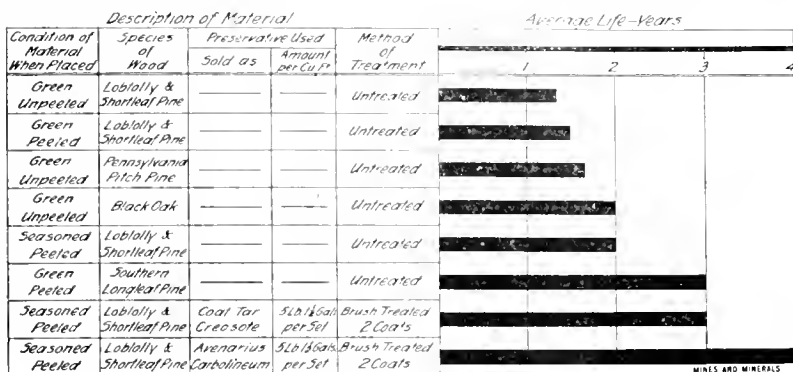 Description of Material
Average Life-Years
Condition of Material When Placed
Species of Wood
Preservative Used
Sold as
Amount per Cu Ft
Method of Treatment
1 2 3 4
Green Unpeeled Loblolly & Shortleaf Pine Untreated
Green Peeled Loblolly & Shortleaf Pine Untreated
Green Unpeeled Pennsylvania Pitch Pine Untreated
Green Unpeeled Black Oak Untreated
Seasoned Peeled Loblolly & Shortleaf Pine Untreated
Green Peeled Southern Longleaf Pine Untreated
Seasoned Peeled Loblolly & Shortleaf Pine Coal Tar Creosote 5Lb. Gals per Set Brush Treated 2 Coats
Seasoned Peeled Loblolly & Shortleaf Pine Avenarius Carbolineum 5Lb. Gals per Set Brush Treated 2 Coats
MINES AND MINERALS